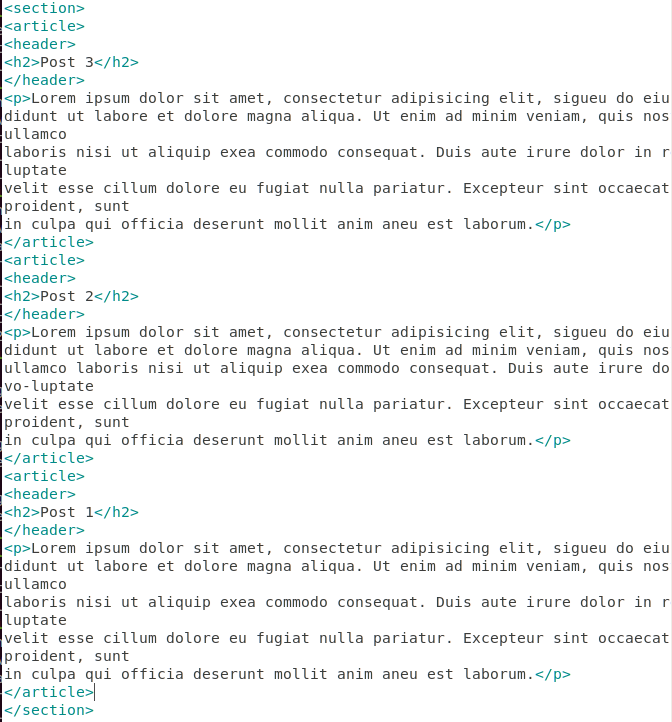 <section>
<article>
<header>
<h2>Post 3</h2>
</header>
<p>Lorem ipsum dolor sit amet, consectetur adipisicing elit, sigueu do eiu
didunt ut labore et dolore magna aliqua. Ut enim ad minim veniam, quis nos
ullamco
laboris nisi ut aliquip exea commodo consequat. Duis aute irure dolor in r
luptate
velit esse cillum dolore eu fugiat nulla pariatur. Excepteur sint occaecat
proident, sunt
in culpa qui officia deserunt mollit anim aneu est laborum.</p>
</article>
<article>
<header>
<h2>Post 2</h2>
</header>
<p>Lorem ipsum dolor sit amet, consectetur adipisicing elit, sigueu do eiu
didunt ut labore et dolore magna aliqua. Ut enim ad minim veniam, quis nos
ullamco laboris nisi ut aliquip exea commodo consequat. Duis aute irure do
vo-luptate
velit esse cillum dolore eu fugiat nulla pariatur. Excepteur sint occaecat
proident, sunt
in culpa qui officia deserunt mollit anim aneu est laborum.</p>
</article>
<article>
<header>
<h2>Post 1</h2>
</header>
<p>Lorem ipsum dolor sit amet, consectetur adipisicing elit, sigueu do eiu
didunt ut labore et dolore magna aliqua. Ut enim ad minim veniam, quis nos
ullamco
laboris nisi ut aliquip exea commodo consequat. Duis aute irure dolor in r
luptate
velit esse cillum dolore eu fugiat nulla pariatur. Excepteur sint occaecat
proident, sunt
in culpa qui officia deserunt mollit anim aneu est laborum.</p>
</article>
</section>